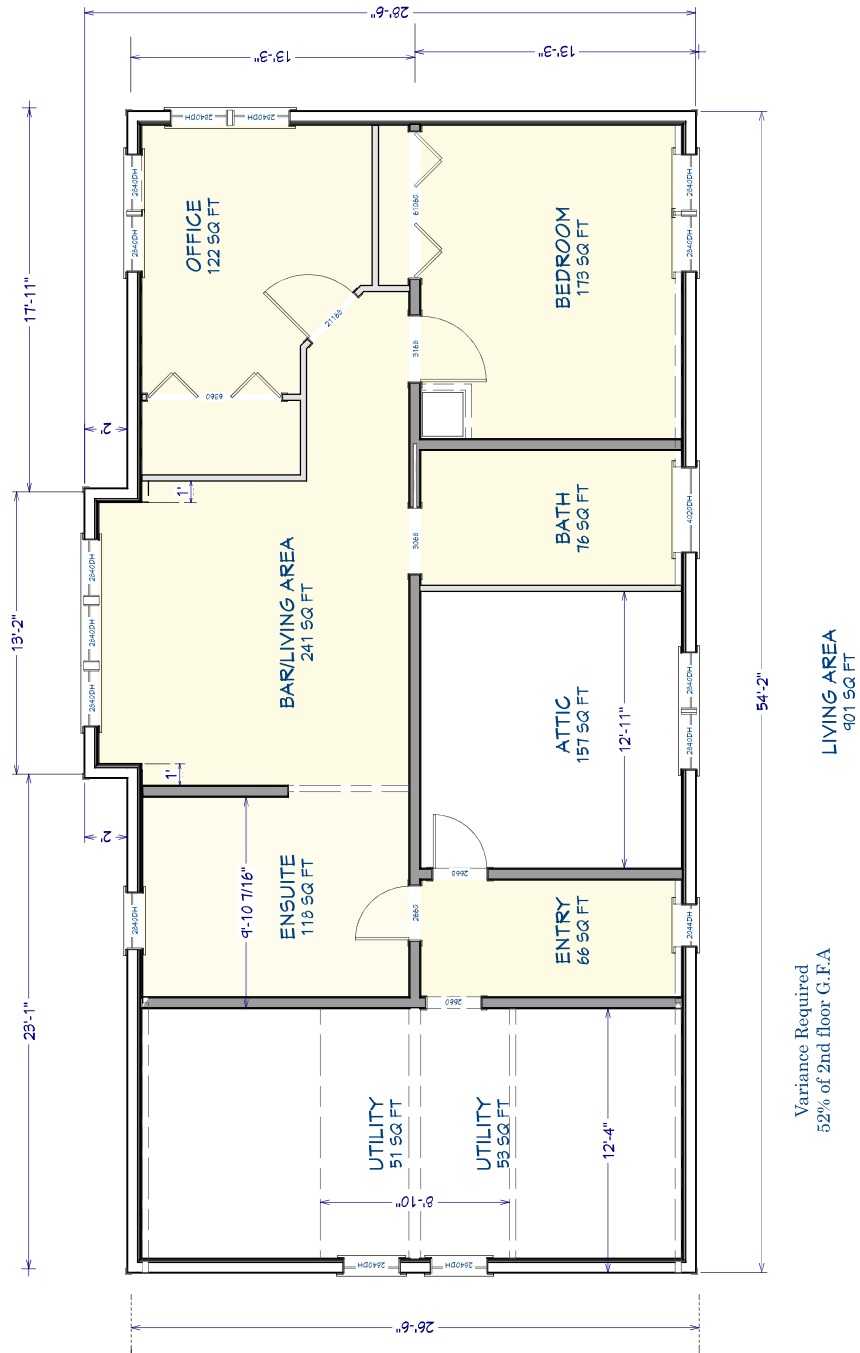 28'-6"
13'-3"
13'-3"
2840DH
2840DH
17'-11"
2840DH
2840DH
OFFICE
122 SQ FT
21168
6360
61060
BEDROOM
173 SQ FT
3168
2840DH
2840DH
2'
1'
13'-2"
2840DH
2840DH
2840DH
BAR/LIVING AREA
241 SQ FT
3068
BATH
76 SQ FT
4020DH
ATTIC
157 SQ FT
12'-11"
2840DH
2840DH
54'-2"
LIVING AREA
901 SQ FT
1'
2'
23'-1"
2840DH
9'-10 7/16"
ENSUITE
118 SQ FT
2660
2660
ENTRY
66 SQ FT
2044DH
2660
UTILITY
51 SQ FT
UTILITY
53 SQ FT
8'-10"
12'-4"
2840DH
2840DH
26'-6"
Variance Required
52% of 2nd floor G.F.A